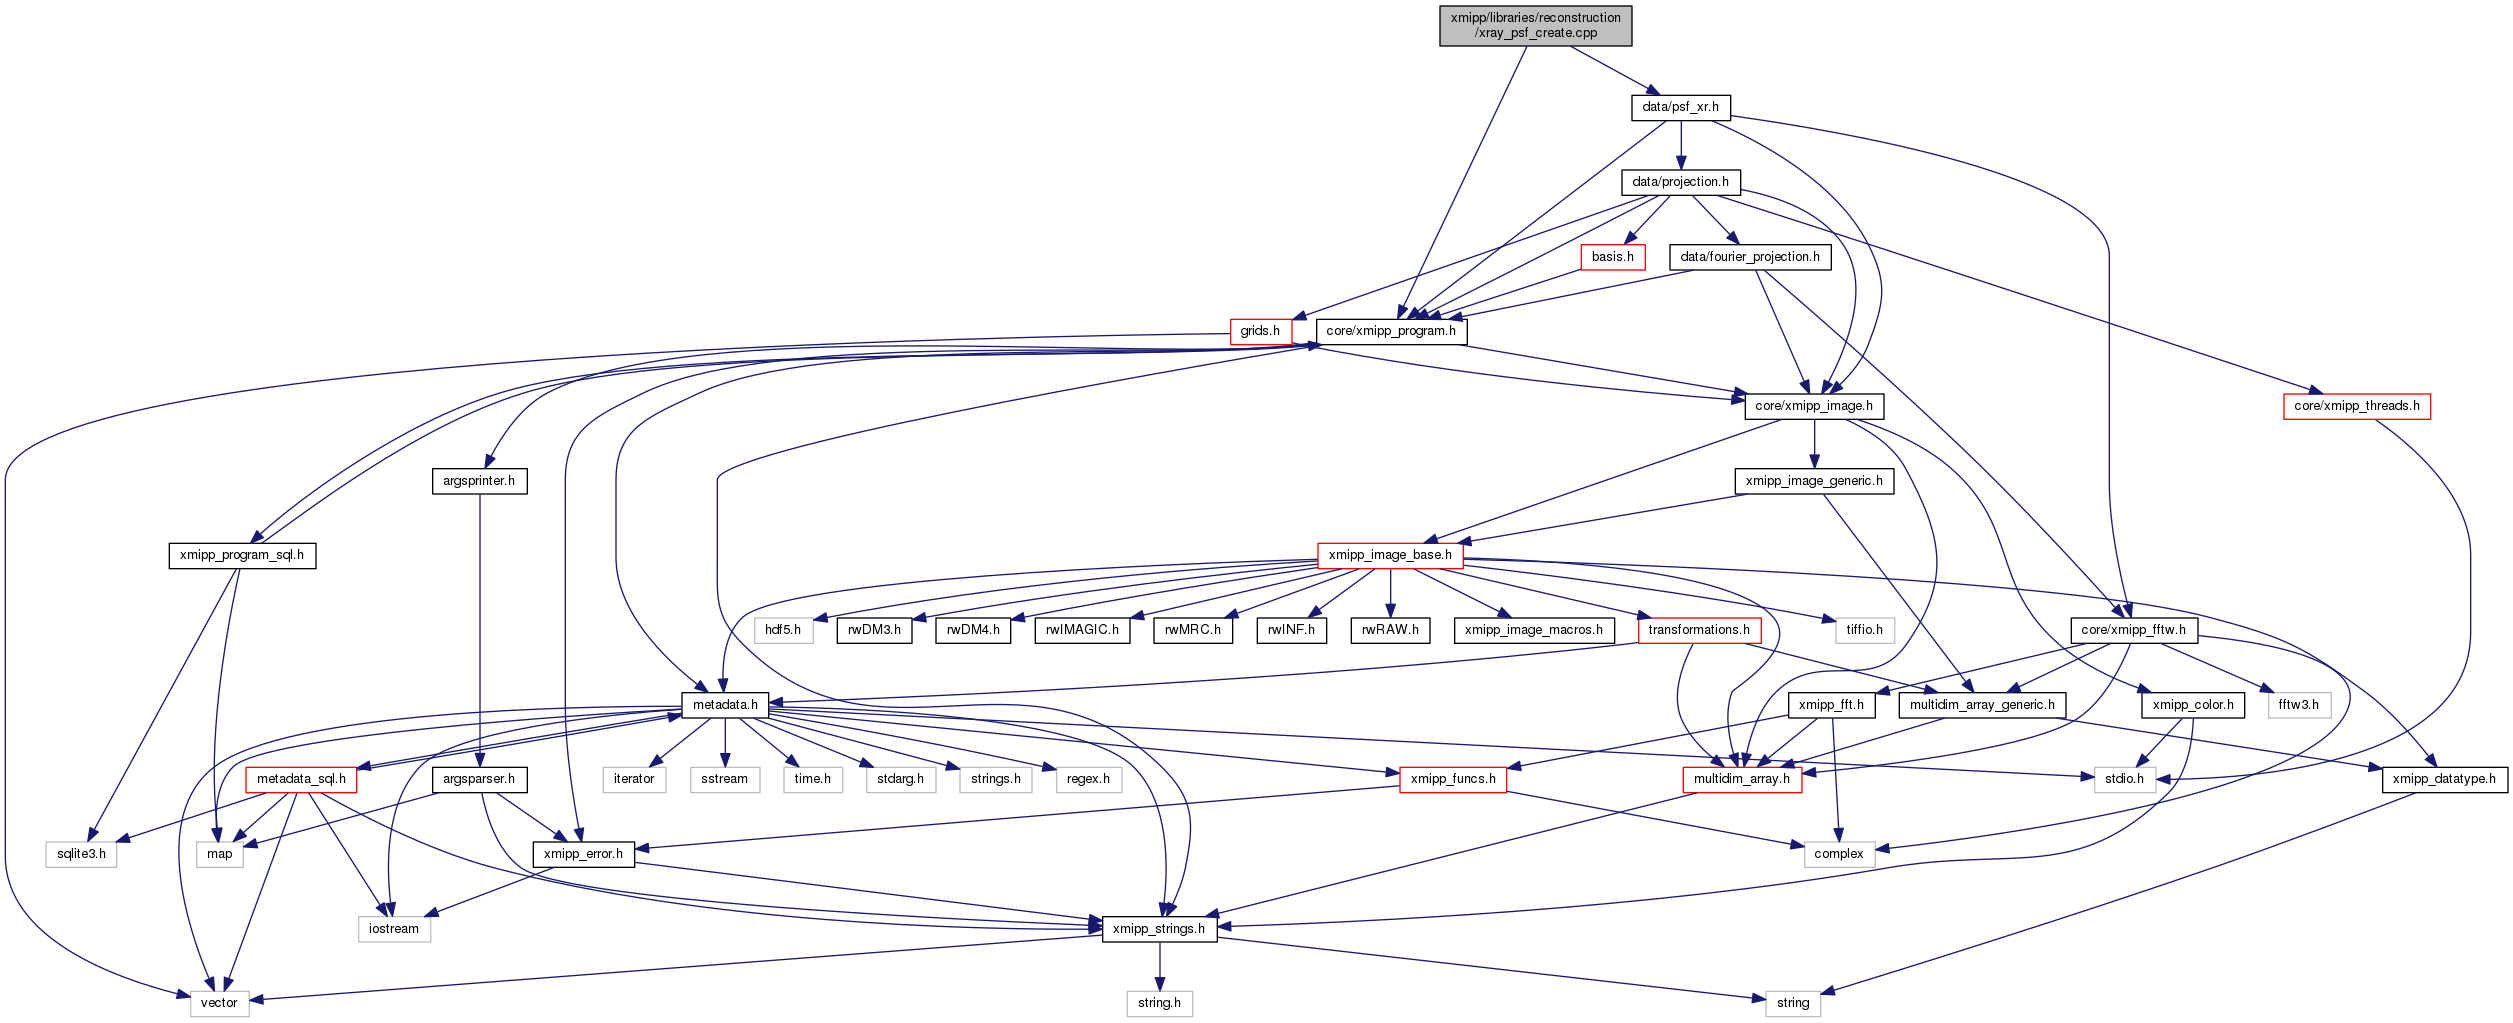 xmipp/libraries/reconstruction
/xray_psf_create.cpp
data/psf_xr.h
data/projection.h
basis.h
data/fourier_projection.h
grids.h
core/xmipp_program.h
core/xmipp_image.h
core/xmipp_threads.h
argsprinter.h
xmipp_image_generic.h
xmipp_program_sql.h
xmipp_image_base.h
hdf5.h
rwDM3.h
rwDM4.h
rwIMAGIC.h
rwMRC.h
rwINF.h
rwRAW.h
xmipp_image_macros.h
transformations.h
tiffio.h
core/xmipp_fftw.h
metadata.h
xmipp_fft.h
multidim_array_generic.h
xmipp_color.h
fftw3.h
metadata_sql.h
argsparser.h
iterator
sstream
time.h
stdarg.h
strings.h
regex.h
xmipp_funcs.h
multidim_array.h
stdio.h
xmipp_datatype.h
sqlite3.h
map
xmipp_error.h
complex
iostream
xmipp_strings.h
vector
string.h
string